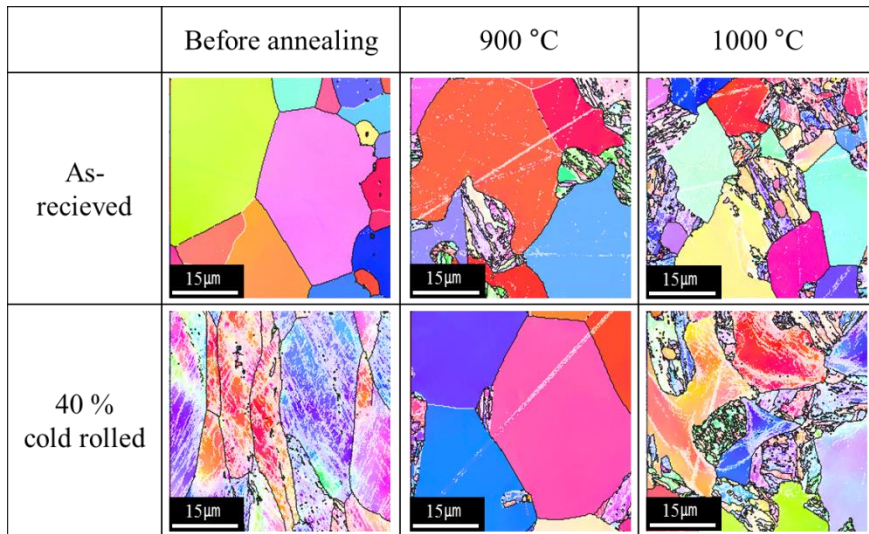 Before annealing 900 °C 1000 °C
As-
recieved
15μm 15μm 15μm
40 %
cold rolled
15μm 15μm 15μm